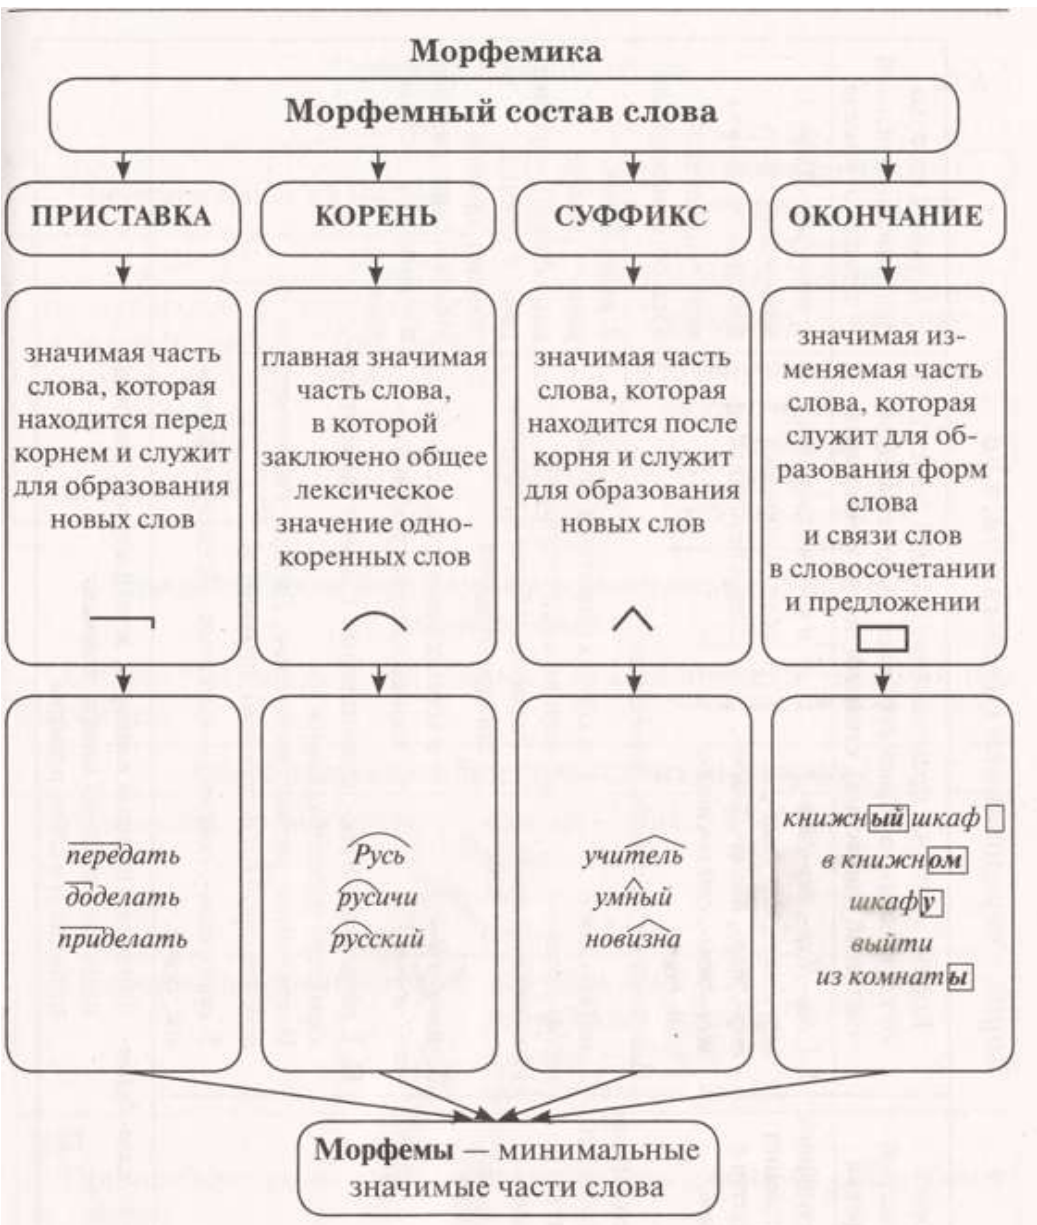 Морфемика
Морфемный состав слова
ПРИСТАВКА
КОРЕНЬ
СУФФИКС
ОКОНЧАНИЕ
значимая часть
слова, которая
находится перед
корнем и служит
для образования
новых слов
главная значимая
часть слова,
в которой
заключено общее
лексическое
значение одно-
коренных слов
значимая часть
слова, которая
находится после
корня и служит
для образования
новых слов
значимая из-
меняемая часть
слова, которая
служит для об-
разования форм
слова
и связи слов
в словосочетании
и предложении
передать
доделать
приделать
Русь
русичи
русский
учитель
умный
новизна
книжный шкаф
в книжном
шкафу
выйти
из комнаты
Морфемы — минимальные
значимые части слова